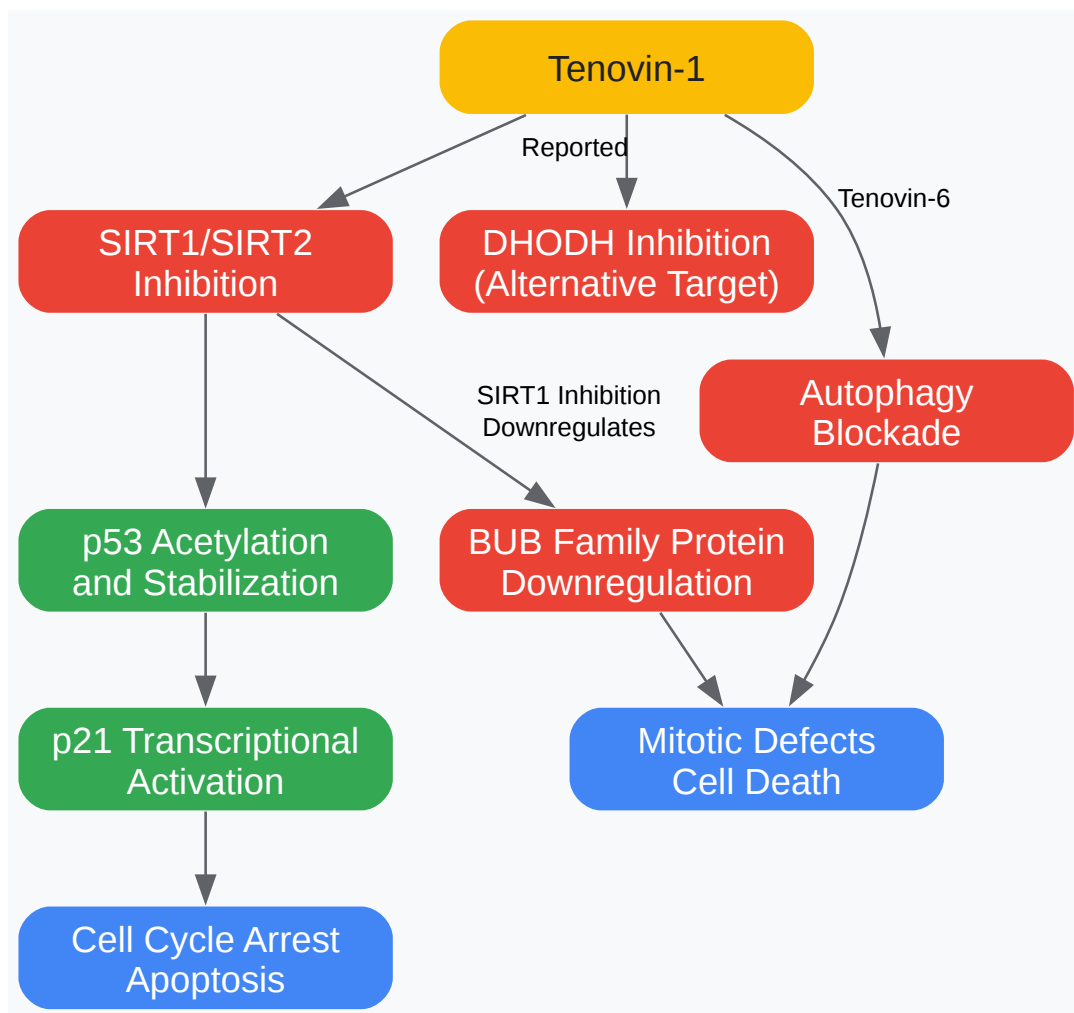 Tenovin-1
Reported
Tenovin-6
SIRT1/SIRT2
Inhibition
DHODH Inhibition
(Alternative Target)
SIRT1 Inhibition
Downregulates
Autophagy
Blockade
p53 Acetylation
and Stabilization
BUB Family Protein
Downregulation
p21 Transcriptional
Activation
Mitotic Defects
Cell Death
Cell Cycle Arrest
Apoptosis